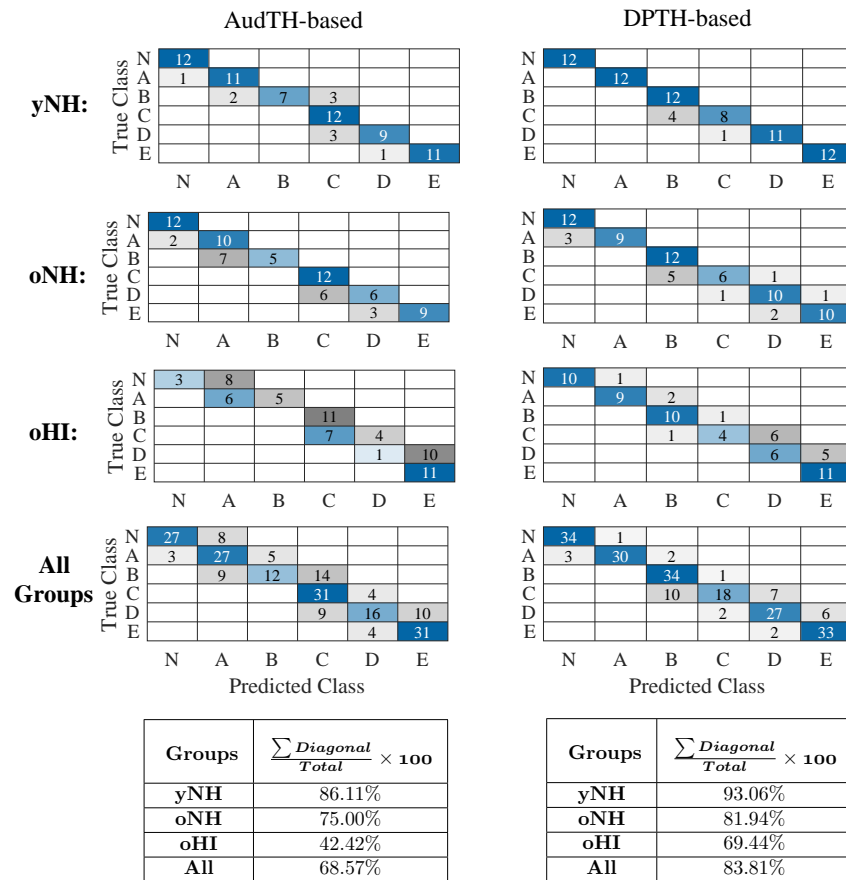 AudTH-based DPTH-based
yNH:
True Class
N 12
A 1 11
B 2 7 3
C 12
D 3 9
E 1 11
N A B C D E
N 12
A 12
B 12
C 4 8
D 1 11
E 12
N A B C D E
oNH:
True Class
N 12
A 2 10
B 7 5
C 12
D 6 6
E 3 9
N A B C D E
N 12
A 3 9
B 12
C 5 6 1
D 1 10 1
E 2 10
N A B C D E
oHI:
True Class
N 3 8
A 6 5
B 11
C 7 4
D 1 10
E 11
N A B C D E
N 10 1
A 9 2
B 10 1
C 1 4 6
D 6 5
E 11
N A B C D E
All
Groups
True Class
N 27 8
A 3 27 5
B 9 12 14
C 31 4
D 9 16 10
E 4 31
N A B C D E
Predicted Class
N 34 1
A 3 30 2
B 34 1
C 10 18 7
D 2 27 6
E 2 33
N A B C D E
Predicted Class
Groups ∑ Diagonal / Total × 100
yNH 86.11%
oNH 75.00%
oHI 42.42%
All 68.57%
Groups ∑ Diagonal / Total × 100
yNH 93.06%
oNH 81.94%
oHI 69.44%
All 83.81%